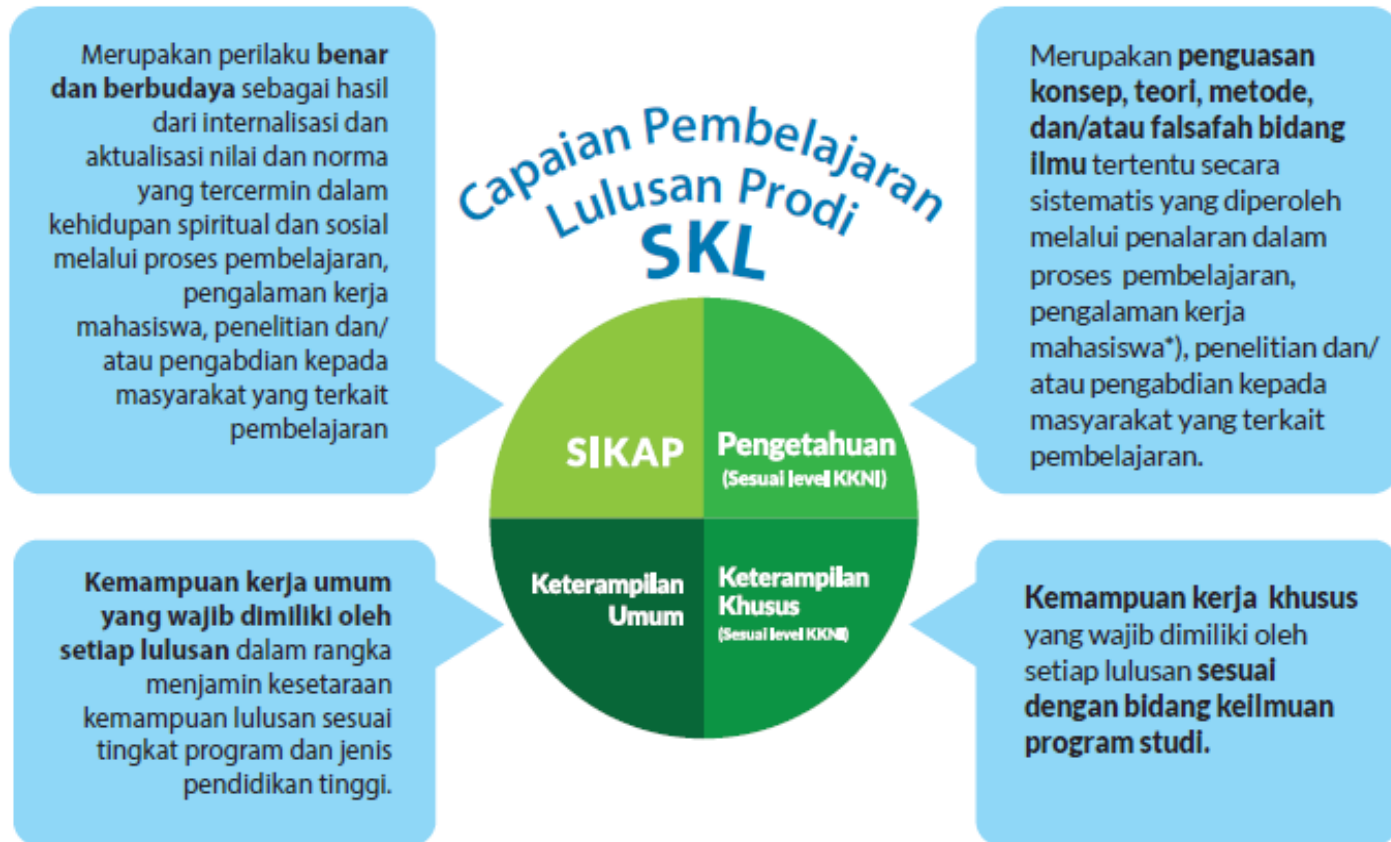 Capaian Pembelajaran
Lulusan Prodi
SKL
Merupakan perilaku benar
dan berbudaya sebagai hasil
dari internalisasi dan
aktualisasi nilai dan norma
yang tercermin dalam
kehidupan spiritual dan sosial
melalui proses pembelajaran,
pengalaman kerja
mahasiswa, penelitian dan/
atau pengabdian kepada
masyarakat yang terkait
pembelajaran
Merupakan penguasan
konsep, teori, metode,
dan/atau falsafah bidang
ilmu tertentu secara
sistematis yang diperoleh
melalui penalaran dalam
proses pembelajaran,
pengalaman kerja
mahasiswa*), penelitian dan/
atau pengabdian kepada
masyarakat yang terkait
pembelajaran.
SIKAP
Pengetahuan
(Sesuai level KKNI)
Keterampilan
Umum
Keterampilan
Khusus
(Sesuai level KKNI)
Kemampuan kerja umum
yang wajib dimiliki oleh
setiap lulusan dalam rangka
menjamin kesetaraan
kemampuan lulusan sesuai
tingkat program dan jenis
pendidikan tinggi.
Kemampuan kerja khusus
yang wajib dimiliki oleh
setiap lulusan sesuai
dengan bidang keilmuan
program studi.